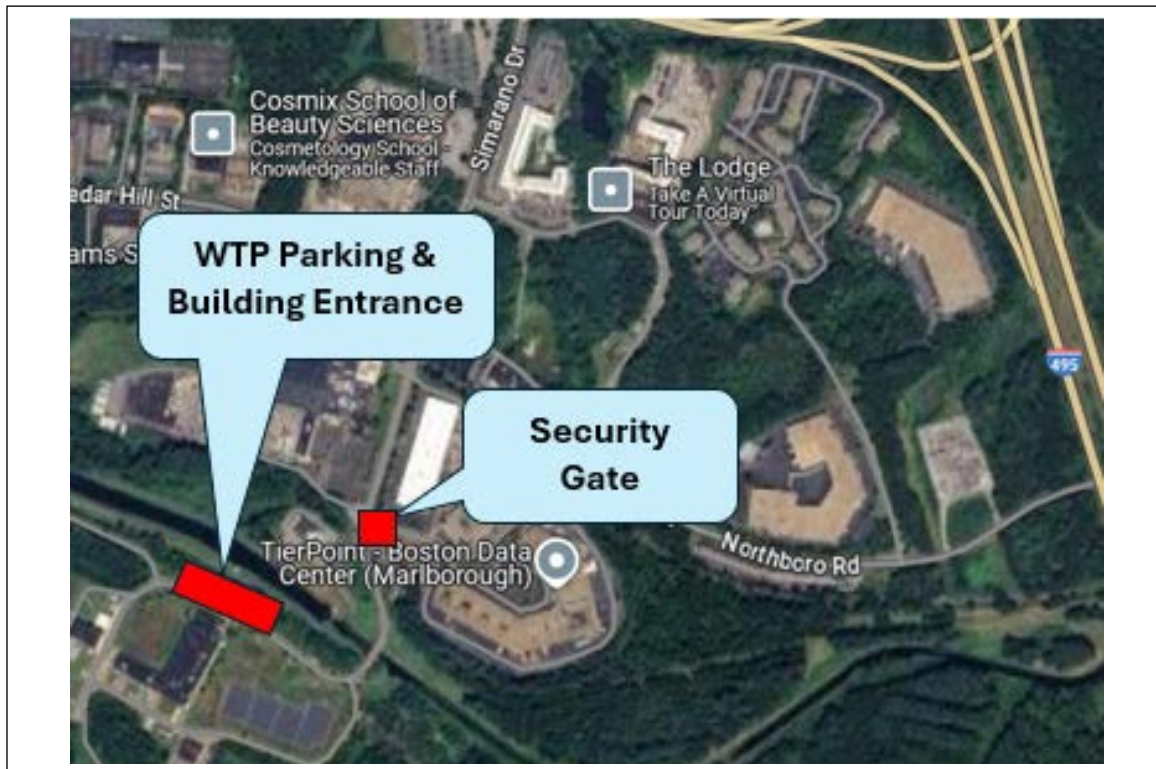 Cosmix School of
Beauty Sciences
Cosmetology School -
Knowledgeable Staff
Simarano Dr
The Lodge
Take A Virtual
Tour Today
edar Hill St
ams S
WTP Parking &
Building Entrance
495
Security
Gate
Northboro Rd
TierPoint - Boston Data
Center (Marlborough)